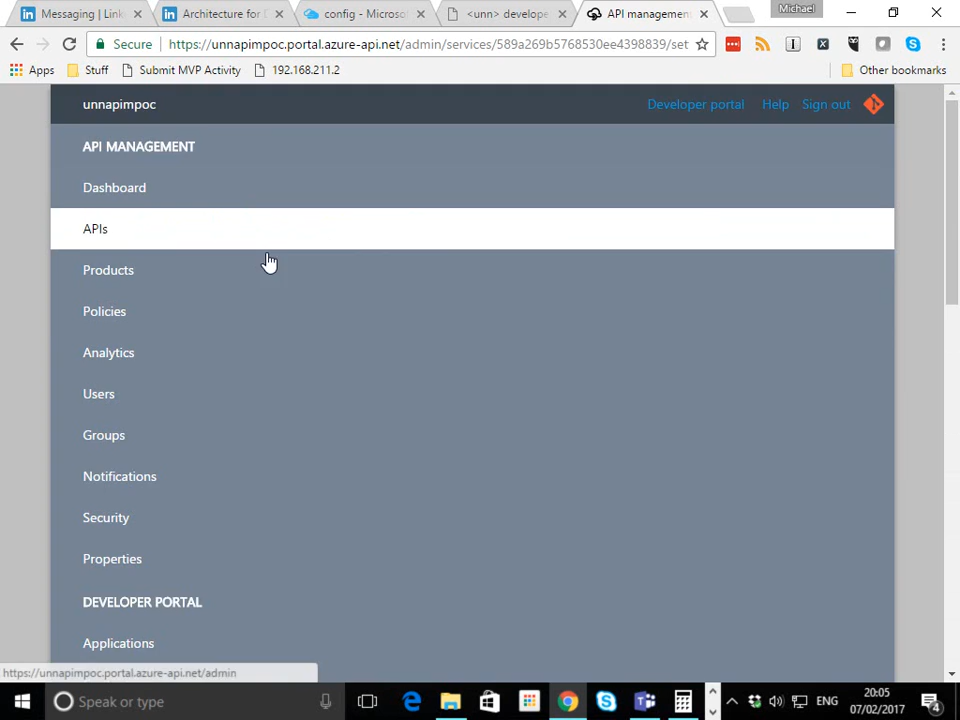 Messaging | Link
Architecture for
config - Microso
<unn> develope
API managemen
Michael
Secure
https://unnapimpoc.portal.azure-api.net/admin/services/589a269b5768530ee4398839/set
Apps
Stuff
Submit MVP Activity
192.168.211.2
Other bookmarks
unnapimpoc
Developer portal
Help
Sign out
API MANAGEMENT
Dashboard
APIs
Products
Policies
Analytics
Users
Groups
Notifications
Security
Properties
DEVELOPER PORTAL
Applications
https://unnapimpoc.portal.azure-api.net/admin
Speak or type
ENG
20:05
07/02/2017
4